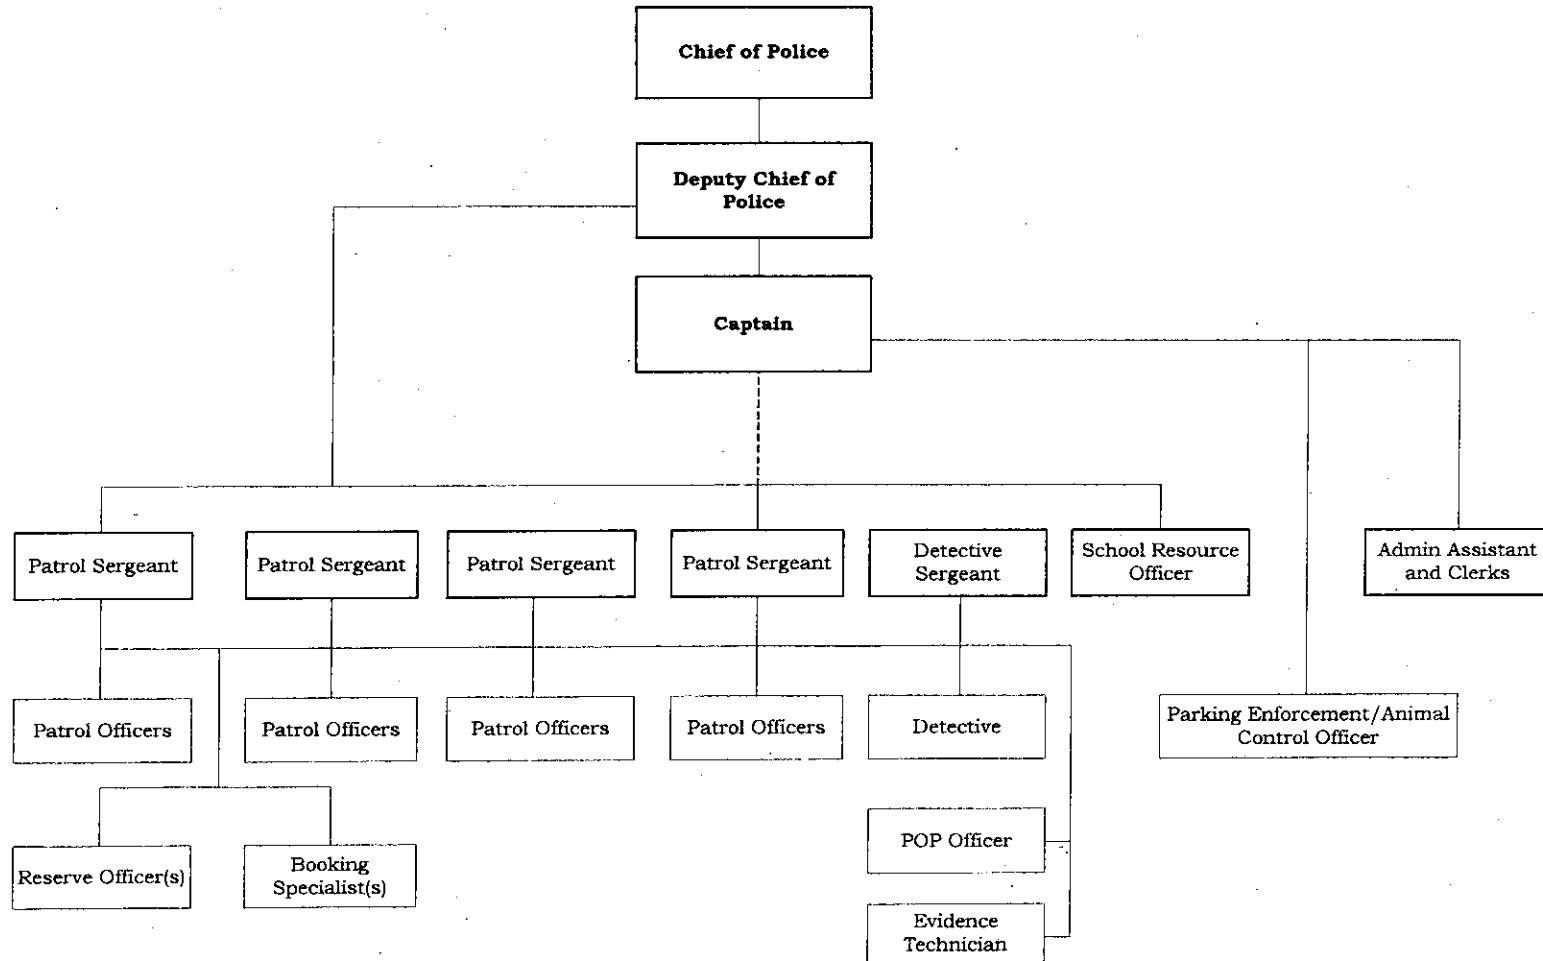 Chief of Police
Deputy Chief of
Police
Captain
Patrol Sergeant
Patrol Sergeant
Patrol Sergeant
Patrol Sergeant
Detective
Sergeant
School Resource
Officer
Admin Assistant
and Clerks
Patrol Officers
Patrol Officers
Patrol Officers
Patrol Officers
Detective
Parking Enforcement/Animal
Control Officer
POP Officer
Reserve Officer(s)
Booking
Specialist(s)
Evidence
Technician